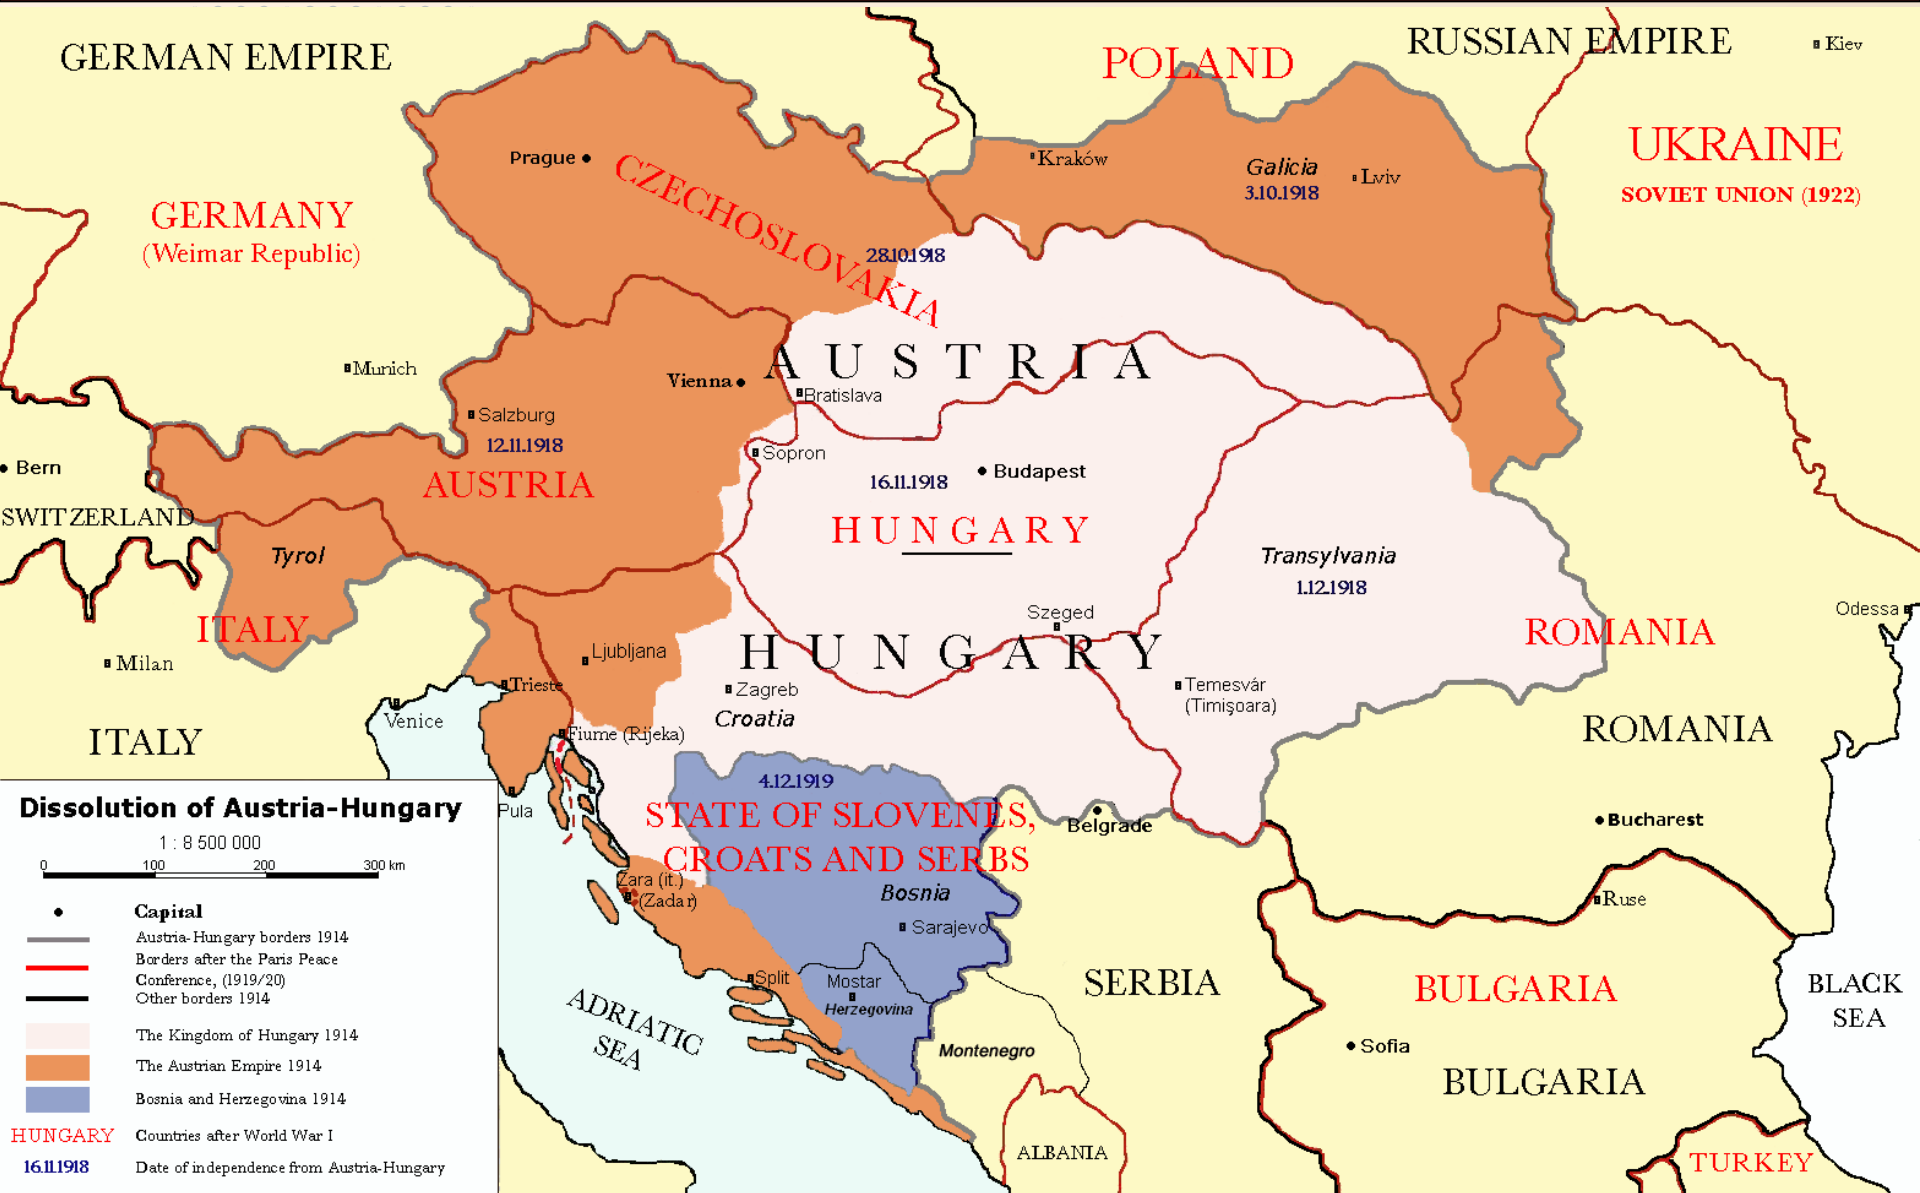 GERMAN EMPIRE
POLAND
RUSSIAN EMPIRE
Kiev
UKRAINE
SOVIET UNION (1922)
Prague
CZECHOSLOVAKIA
Kraków
Galicia
3.10.1918
Lviv
GERMANY
(Weimar Republic)
28.10.1918
Munich
Vienna
AUSTRIA
Bratislava
Salzburg
12.11.1918
AUSTRIA
Sopron
16.11.1918
Budapest
HUNGARY
Bern
SWITZERLAND
Tyrol
Transylvania
1.12.1918
ITALY
Milan
Szeged
ROMANIA
Odessa
HUNGARY
Ljubljana
Trieste
Zagreb
Croatia
Temesvár
(Timişoara)
Venice
Fiume (Rijeka)
ITALY
ROMANIA
4.12.1919
STATE OF SLOVENES,
CROATS AND SERBS
Pula
Belgrade
Bucharest
Zara (it.)
(Zadar)
Bosnia
Sarajevo
Ruse
Split
Mostar
Herzegovina
SERBIA
BULGARIA
BLACK
SEA
ADRIATIC
SEA
Montenegro
Sofia
BULGARIA
ALBANIA
TURKEY
Dissolution of Austria-Hungary
1 : 8 500 000
0 100 200 300 km
Capital
Austria-Hungary borders 1914
Borders after the Paris Peace
Conference, (1919/20)
Other borders 1914
The Kingdom of Hungary 1914
The Austrian Empire 1914
Bosnia and Herzegovina 1914
HUNGARY Countries after World War I
16.11.1918 Date of independence from Austria-Hungary